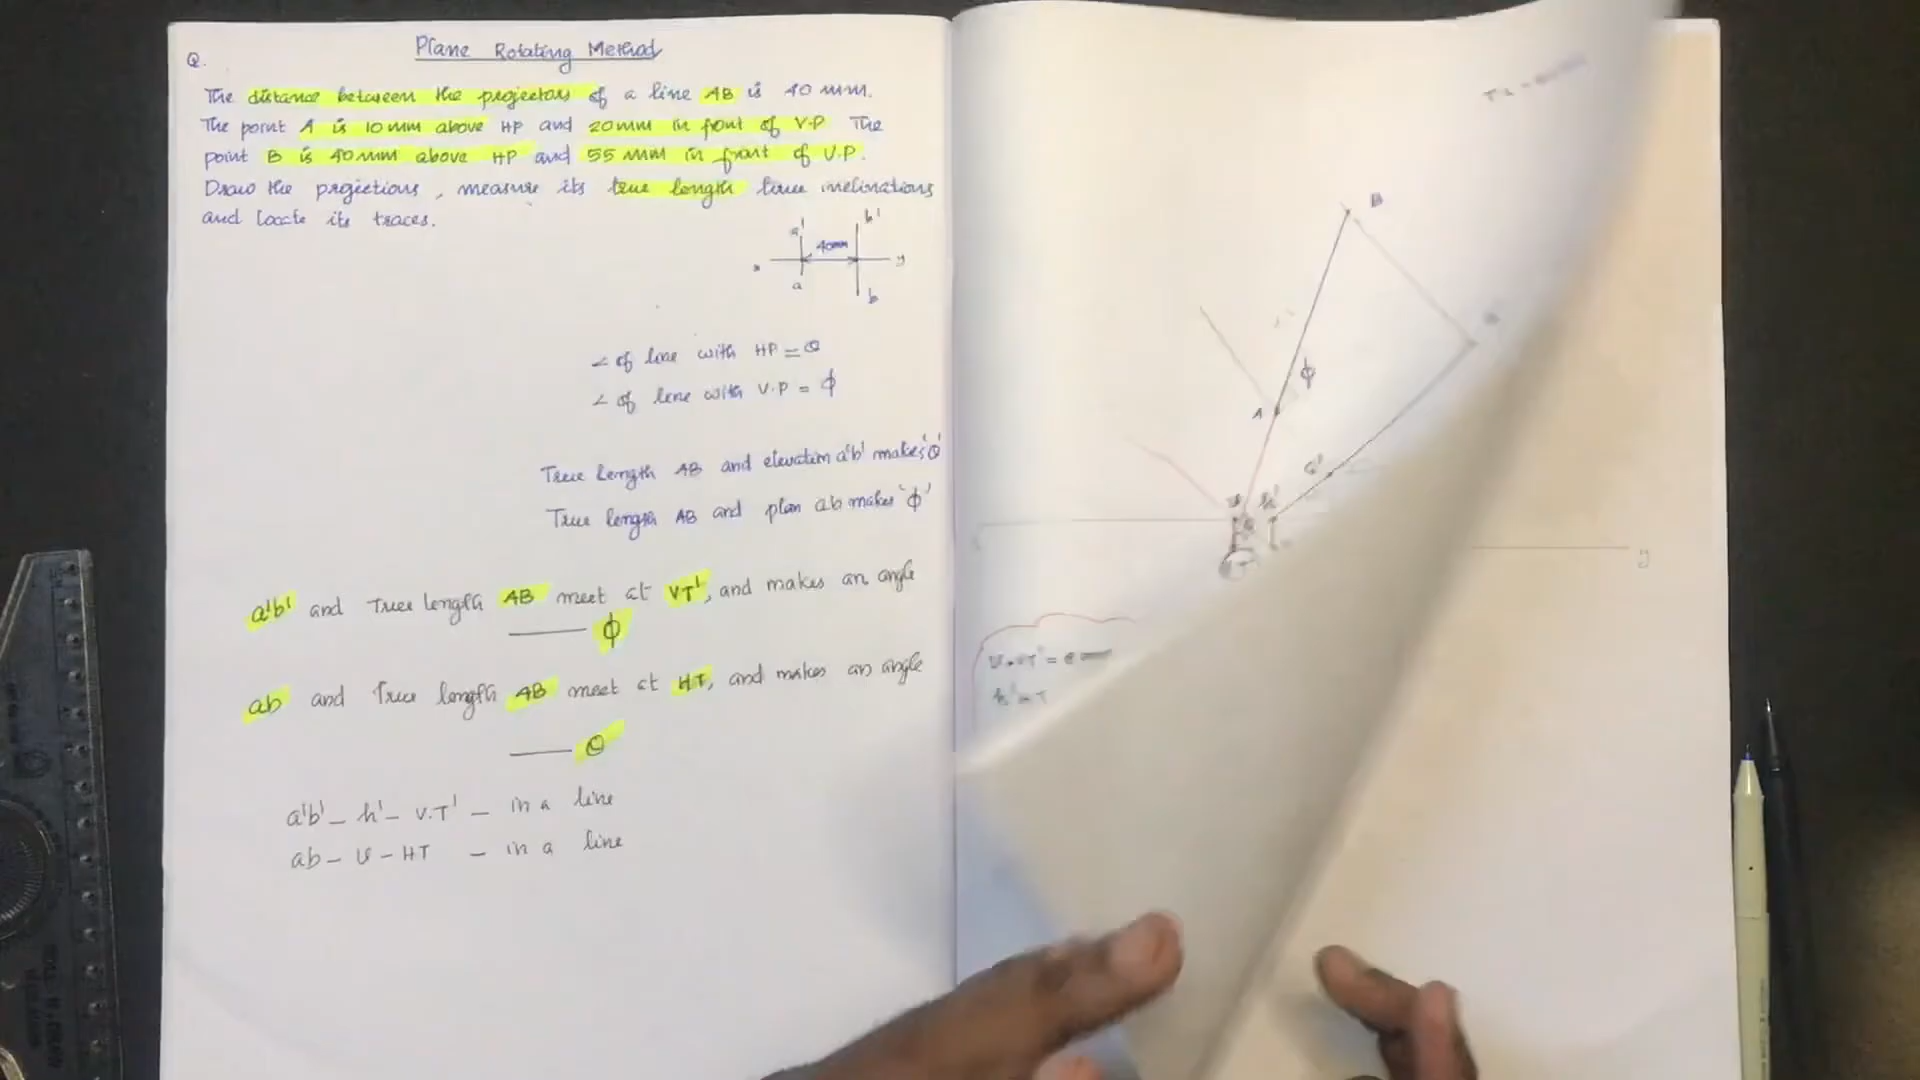 Plane Rotating Method
Q.
The distance between the projectors of a line AB is 40 mm.
The point A is 10 mm above HP and 20mm in front of V.P The
point B is 40 mm above HP and 55 mm in front of V.P.
Draw the projections, measure its true length true inclinations
and locate its traces.
a' b'
40mm
x y
a b
∠ of line with HP = θ
∠ of line with V.P = ϕ
True Length AB and elevation a'b' makes 'θ'
True length AB and plan ab makes 'ϕ'
a'b' and True length AB meet at VT', and makes an angle
ϕ
ab and True length AB meet at HT, and makes an angle
θ
a'b' – h' – V.T' – in a line
ab – v – HT – in a line
B
ϕ
A
h'
y